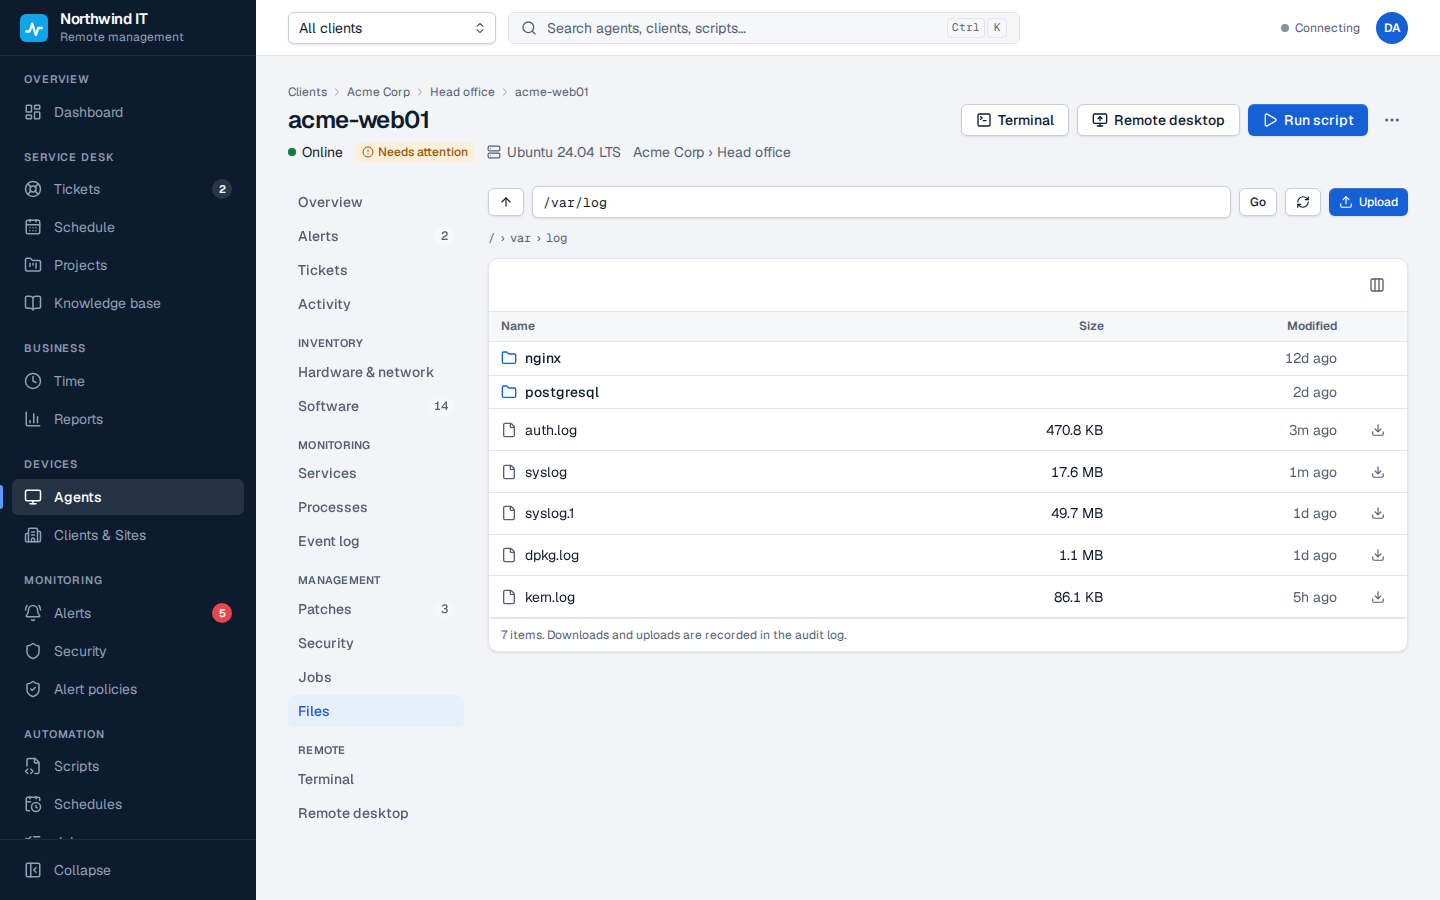 Northwind IT
Remote management
All clients
Search agents, clients, scripts...
Ctrl K
Connecting
DA
OVERVIEW
Dashboard
SERVICE DESK
Tickets 2
Schedule
Projects
Knowledge base
BUSINESS
Time
Reports
DEVICES
Agents
Clients & Sites
MONITORING
Alerts 5
Security
Alert policies
AUTOMATION
Scripts
Schedules
Collapse
Clients › Acme Corp › Head office › acme-web01
acme-web01
Terminal
Remote desktop
Run script
Online
Needs attention
Ubuntu 24.04 LTS
Acme Corp › Head office
Overview
Alerts 2
Tickets
Activity
INVENTORY
Hardware & network
Software 14
MONITORING
Services
Processes
Event log
MANAGEMENT
Patches 3
Security
Jobs
Files
REMOTE
Terminal
Remote desktop
/var/log
Go
Upload
/ › var › log
Name Size Modified
nginx 12d ago
postgresql 2d ago
auth.log 470.8 KB 3m ago
syslog 17.6 MB 1m ago
syslog.1 49.7 MB 1d ago
dpkg.log 1.1 MB 1d ago
kern.log 86.1 KB 5h ago
7 items. Downloads and uploads are recorded in the audit log.